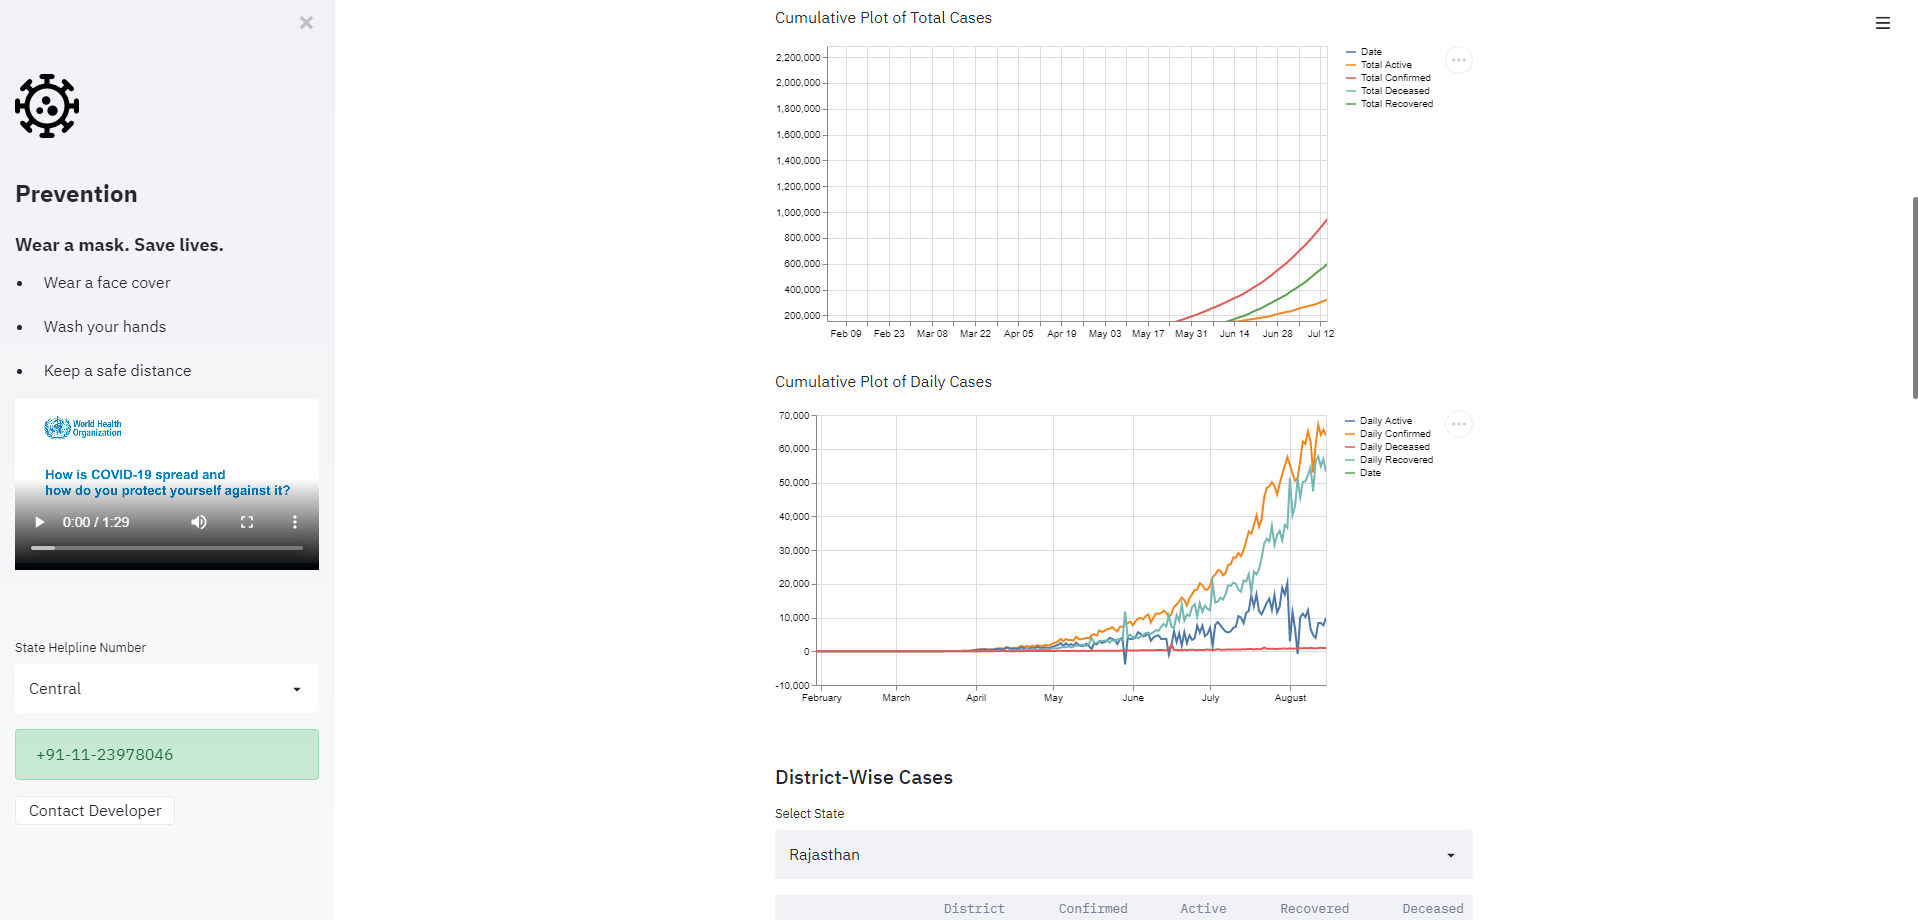 ×
Prevention
Wear a mask. Save lives.
Wear a face cover
Wash your hands
Keep a safe distance
World Health
Organization
How is COVID-19 spread and
how do you protect yourself against it?
0:00 / 1:29
State Helpline Number
Central
+91-11-23978046
Contact Developer
Cumulative Plot of Total Cases
2,200,000
2,000,000
1,800,000
1,600,000
1,400,000
1,200,000
1,000,000
800,000
600,000
400,000
200,000
Feb 09 Feb 23 Mar 08 Mar 22 Apr 05 Apr 19 May 03 May 17 May 31 Jun 14 Jun 28 Jul 12
Date
Total Active
Total Confirmed
Total Deceased
Total Recovered
Cumulative Plot of Daily Cases
70,000
60,000
50,000
40,000
30,000
20,000
10,000
0
-10,000
February March April May June July August
Daily Active
Daily Confirmed
Daily Deceased
Daily Recovered
Date
District-Wise Cases
Select State
Rajasthan
District Confirmed Active Recovered Deceased